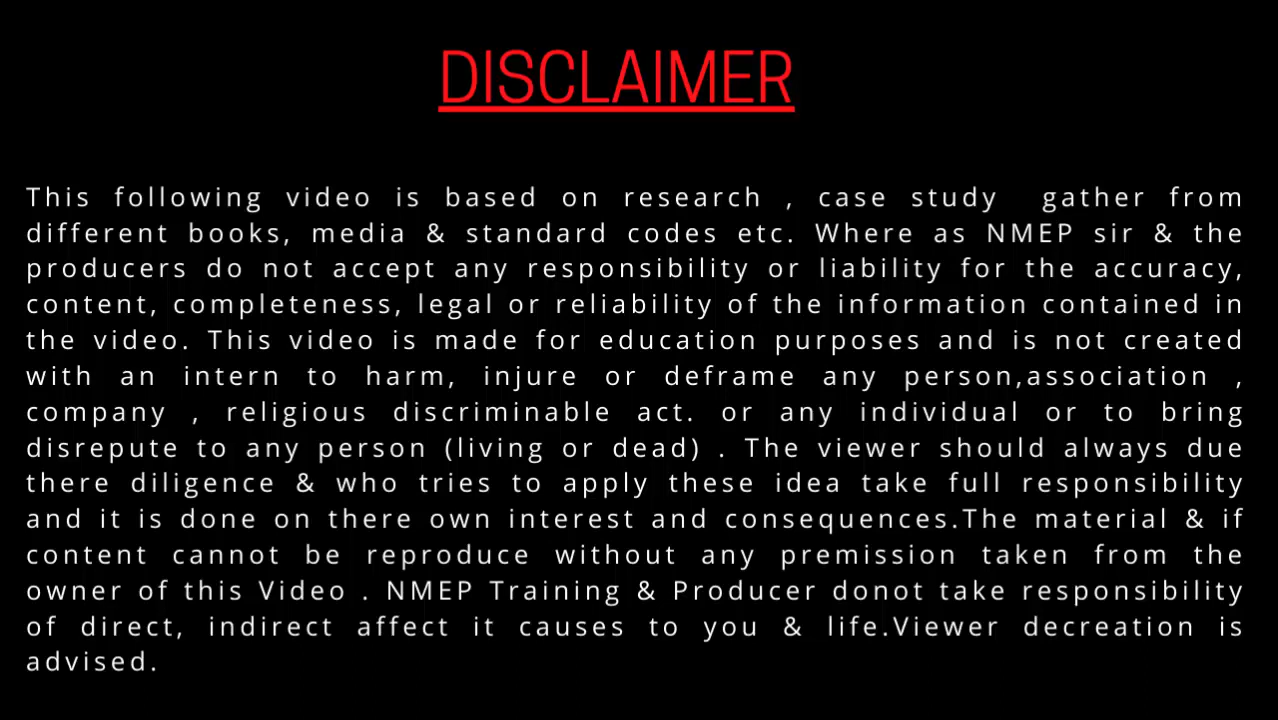 DISCLAIMER
This following video is based on research , case study gather from
different books, media & standard codes etc. Where as NMEP sir & the
producers do not accept any responsibility or liability for the accuracy,
content, completeness, legal or reliability of the information contained in
the video. This video is made for education purposes and is not created
with an intern to harm, injure or deframe any person,association ,
company , religious discriminable act. or any individual or to bring
disrepute to any person (living or dead) . The viewer should always due
there diligence & who tries to apply these idea take full responsibility
and it is done on there own interest and consequences.The material & if
content cannot be reproduce without any premission taken from the
owner of this Video . NMEP Training & Producer donot take responsibility
of direct, indirect affect it causes to you & life.Viewer decreation is
advised.